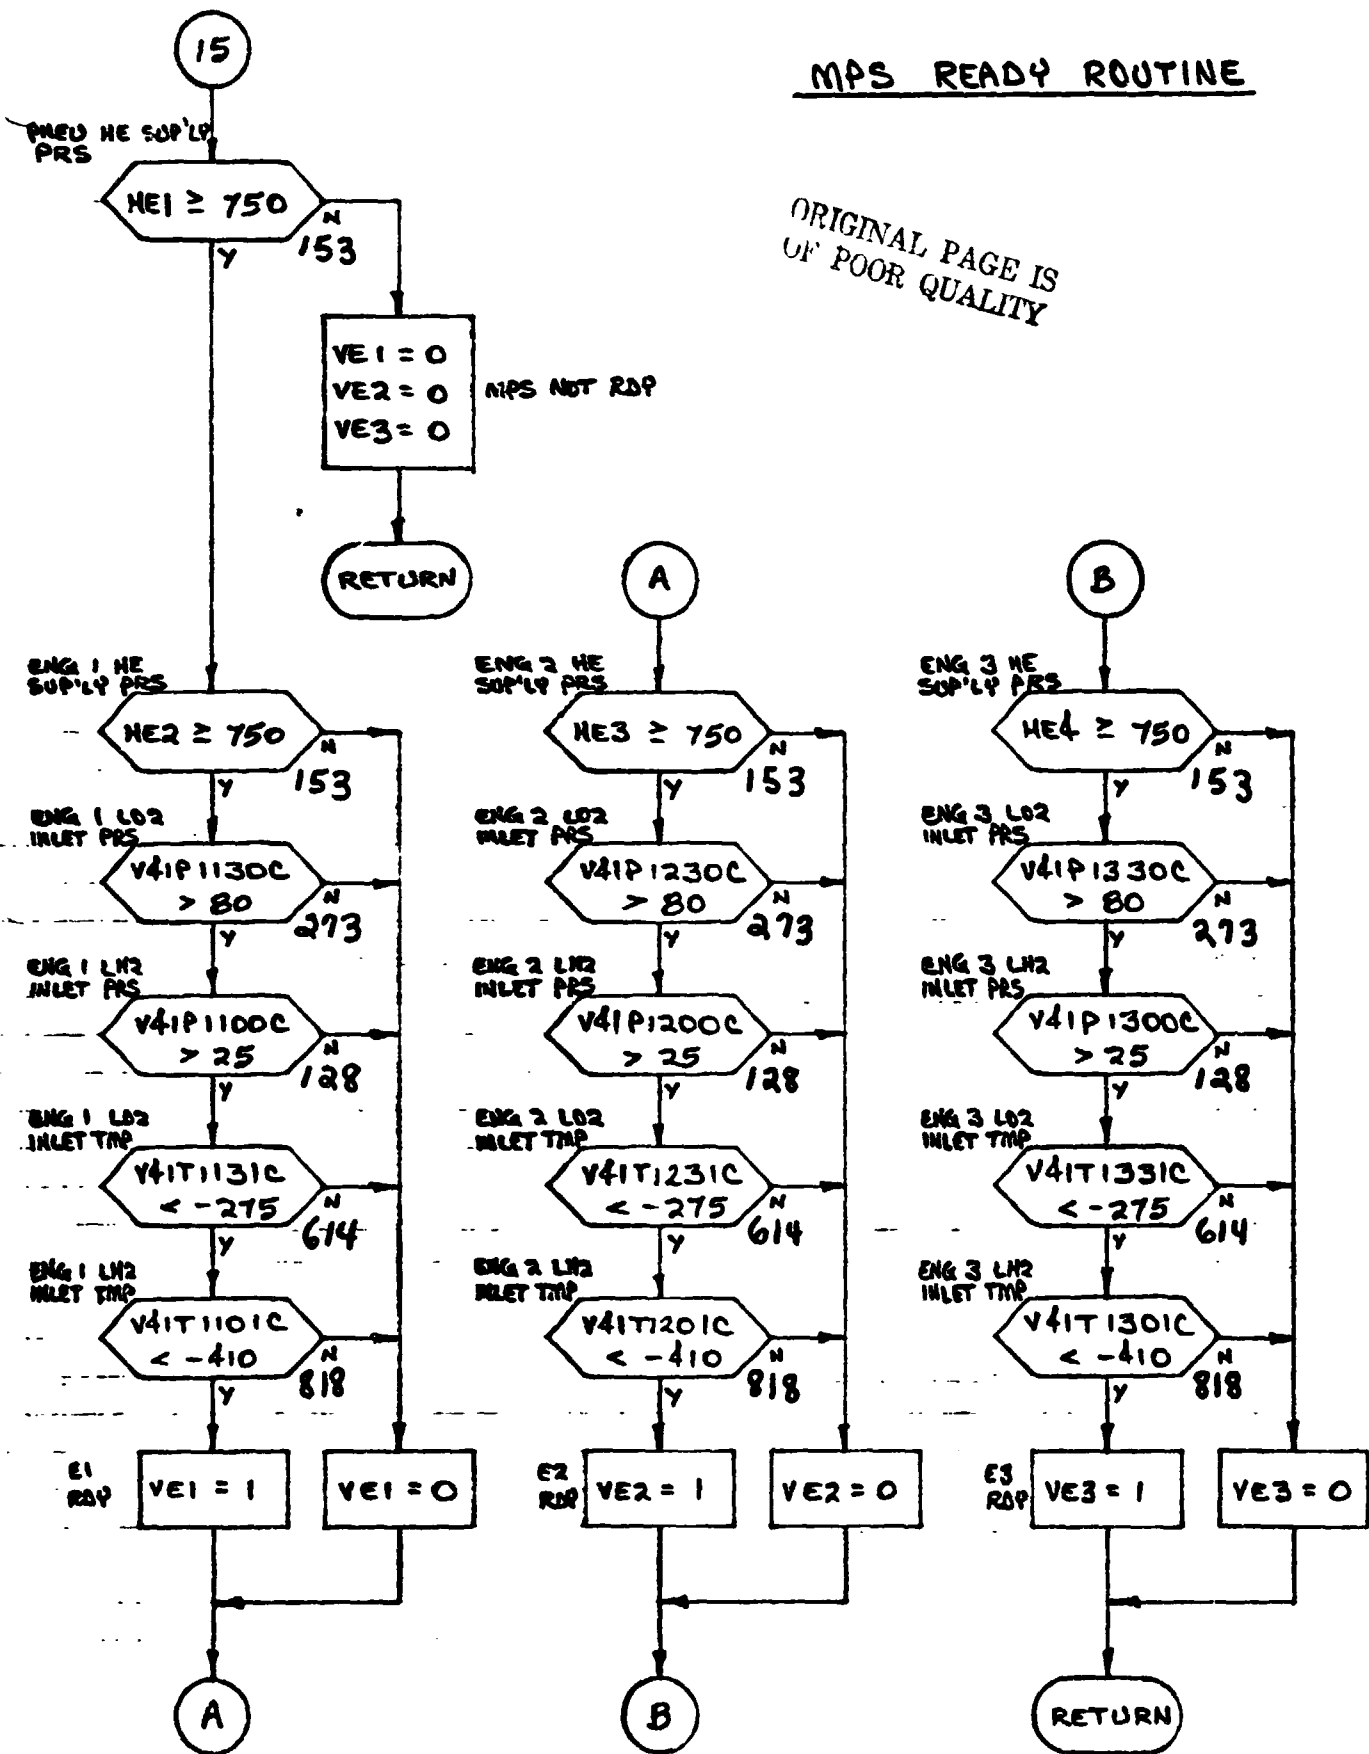 15
MPS READY ROUTINE
PNEU HE SUP'LY
PRS
HE1 ≥ 750
N
153
Y
ORIGINAL PAGE IS
OF POOR QUALITY
VE1 = 0
VE2 = 0
VE3 = 0
MPS NOT RDY
RETURN
ENG 1 HE
SUP'LY PRS
HE2 ≥ 750
N
153
Y
ENG 1 LO2
INLET PRS
V41P1130C
> 80
N
273
Y
ENG 1 LH2
INLET PRS
V41P1100C
> 25
N
128
Y
ENG 1 LO2
INLET TMP
V41T1131C
< -275
N
614
Y
ENG 1 LH2
INLET TMP
V41T1101C
< -410
N
818
Y
E1
RDY
VE1 = 1
VE1 = 0
A
A
ENG 2 HE
SUP'LY PRS
HE3 ≥ 750
N
153
Y
ENG 2 LO2
INLET PRS
V41P1230C
> 80
N
273
Y
ENG 2 LH2
INLET PRS
V41P1200C
> 25
N
128
Y
ENG 2 LO2
INLET TMP
V41T1231C
< -275
N
614
Y
ENG 2 LH2
INLET TMP
V41T1201C
< -410
N
818
Y
E2
RDY
VE2 = 1
VE2 = 0
B
B
ENG 3 HE
SUP'LY PRS
HE4 ≥ 750
N
153
Y
ENG 3 LO2
INLET PRS
V41P1330C
> 80
N
273
Y
ENG 3 LH2
INLET PRS
V41P1300C
> 25
N
128
Y
ENG 3 LO2
INLET TMP
V41T1331C
< -275
N
614
Y
ENG 3 LH2
INLET TMP
V41T1301C
< -410
N
818
Y
E3
RDY
VE3 = 1
VE3 = 0
RETURN